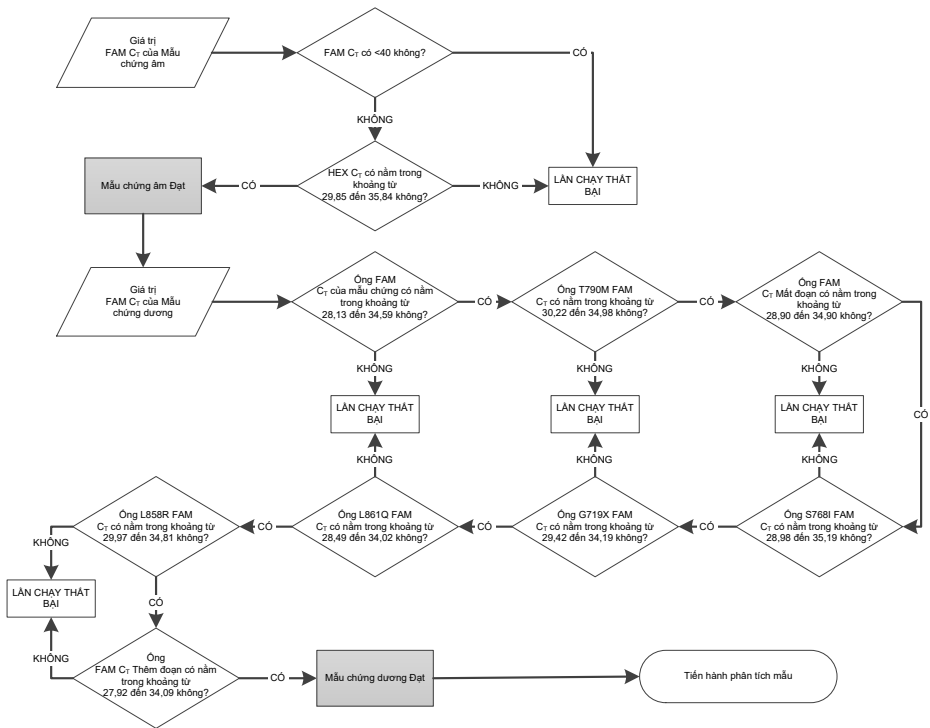 Giá trị
FAM CT của Mẫu
chứng âm
FAM CT có <40 không?
CÓ
KHÔNG
HEX CT có nằm trong
khoảng từ
29,85 đến 35,84 không?
CÓ
Mẫu chứng âm Đạt
KHÔNG
LẦN CHẠY THẤT
BẠI
Giá trị
FAM CT của Mẫu
chứng dương
Ống FAM
CT của mẫu chứng có nằm
trong khoảng từ
28,13 đến 34,59 không?
CÓ
Ống T790M FAM
CT có nằm trong khoảng từ
30,22 đến 34,98 không?
CÓ
Ống FAM
CT Mất đoạn có nằm trong
khoảng từ
28,90 đến 34,90 không?
KHÔNG
KHÔNG
KHÔNG
LẦN CHẠY THẤT
BẠI
LẦN CHẠY THẤT
BẠI
LẦN CHẠY THẤT
BẠI
CÓ
KHÔNG
KHÔNG
KHÔNG
Ống S768I FAM
CT có nằm trong khoảng từ
28,98 đến 35,19 không?
CÓ
Ống G719X FAM
CT có nằm trong khoảng từ
29,42 đến 34,19 không?
CÓ
Ống L861Q FAM
CT có nằm trong khoảng từ
28,49 đến 34,02 không?
CÓ
Ống L858R FAM
CT có nằm trong khoảng từ
29,97 đến 34,81 không?
KHÔNG
LẦN CHẠY THẤT
BẠI
CÓ
KHÔNG
Ống
FAM CT Thêm đoạn có nằm
trong khoảng từ
27,92 đến 34,09 không?
CÓ
Mẫu chứng dương Đạt
Tiến hành phân tích mẫu